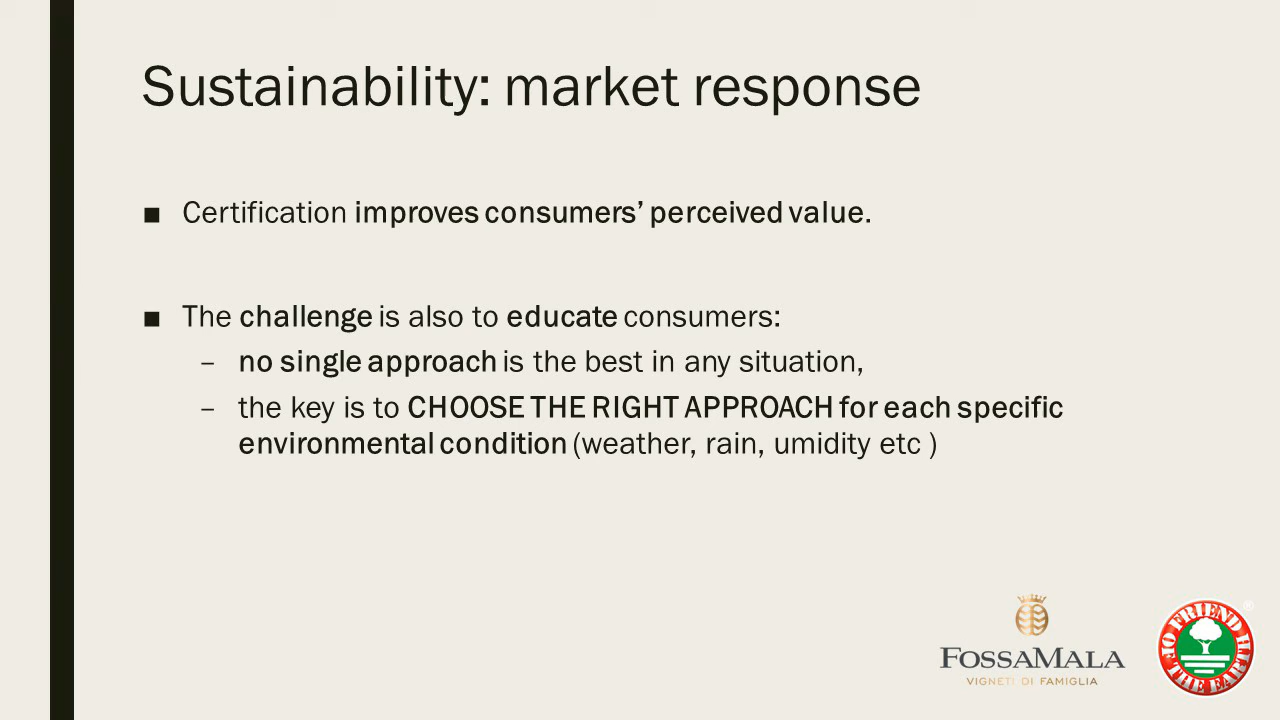 Sustainability: market response
■ Certification improves consumers’ perceived value.
■ The challenge is also to educate consumers:
– no single approach is the best in any situation,
– the key is to CHOOSE THE RIGHT APPROACH for each specific
environmental condition (weather, rain, umidity etc )
FOSSAMALA
VIGNETI DI FAMIGLIA
FRIEND OF THE EARTH
®